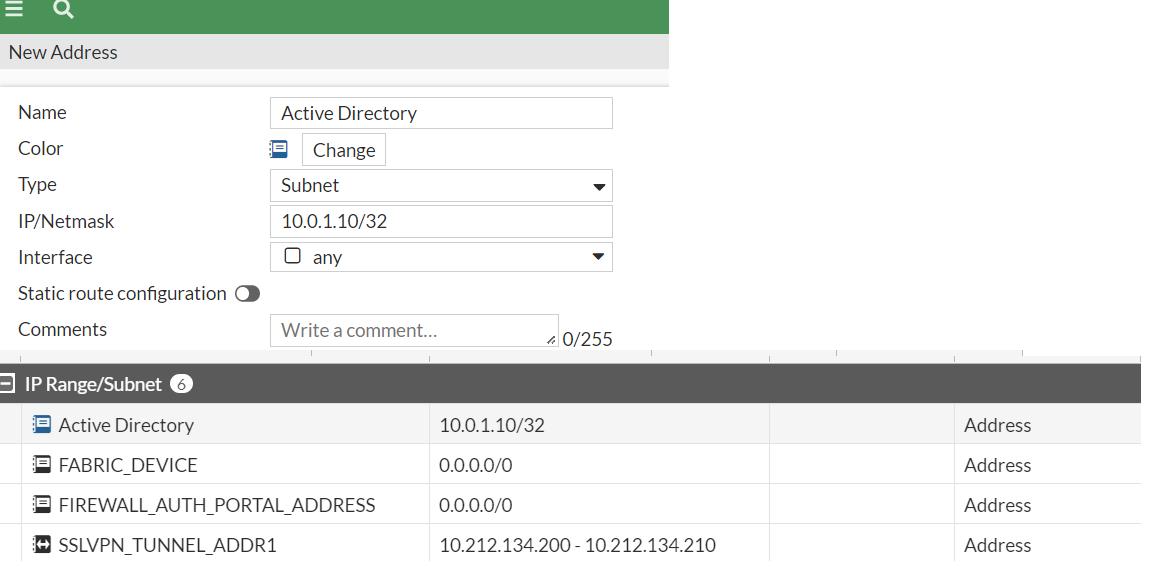 New Address
Name Active Directory
Color Change
Type Subnet
IP/Netmask 10.0.1.10/32
Interface any
Static route configuration
Comments Write a comment... 0/255
IP Range/Subnet 6
Active Directory 10.0.1.10/32 Address
FABRIC_DEVICE 0.0.0.0/0 Address
FIREWALL_AUTH_PORTAL_ADDRESS 0.0.0.0/0 Address
SSLVPN_TUNNEL_ADDR1 10.212.134.200 - 10.212.134.210 Address